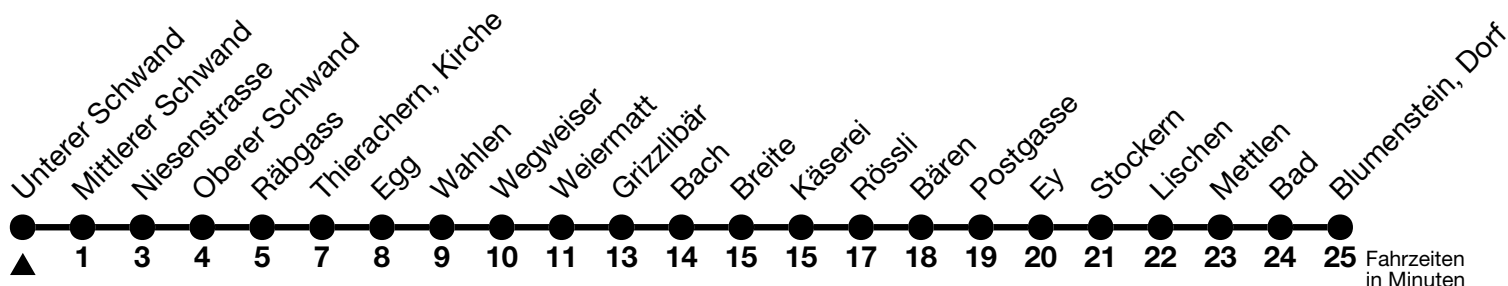 Unterer Schwand
Mittlerer Schwand
Niesenstrasse
Oberer Schwand
Räbgass
Thierachern, Kirche
Egg
Wahlen
Wegweiser
Weiermatt
Grizzlibär
Bach
Breite
Käserei
Rössli
Bären
Postgasse
Ey
Stockern
Lischen
Mettlen
Bad
Blumenstein, Dorf
1 3 4 5 7 8 9 10 11 13 14 15 15 17 18 19 20 21 22 23 24 25
Fahrzeiten
in Minuten